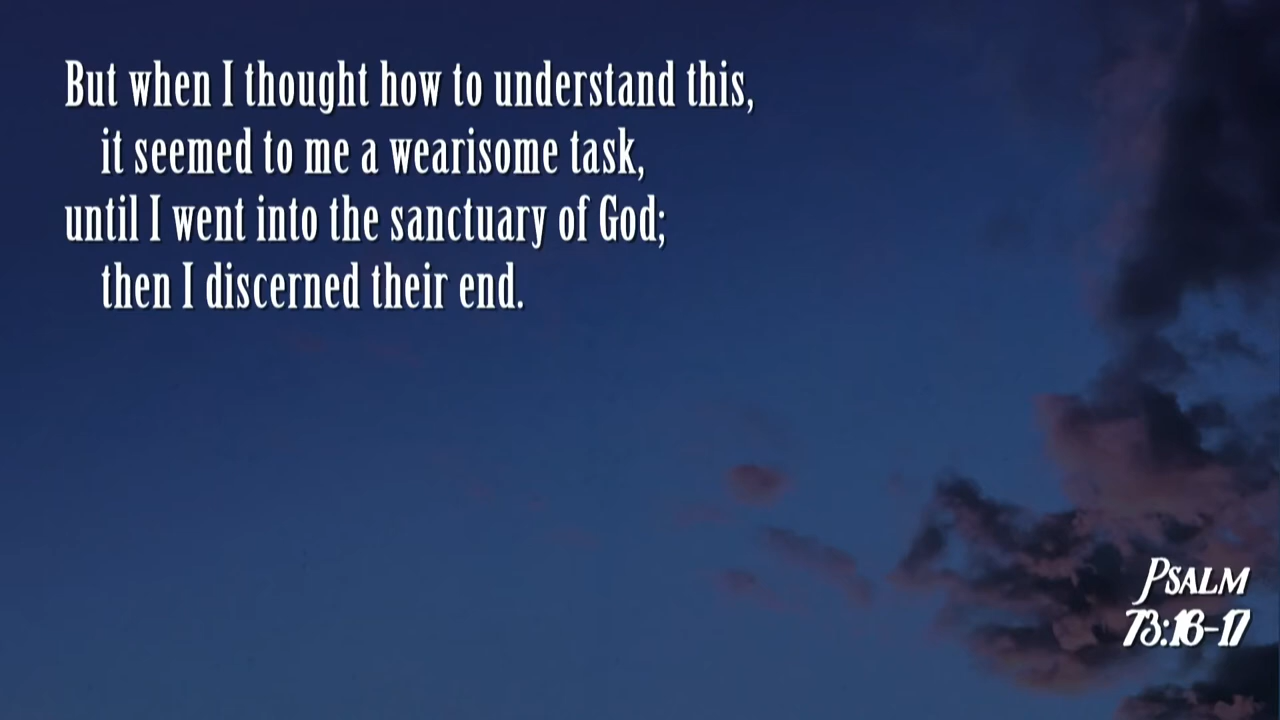 But when I thought how to understand this,
it seemed to me a wearisome task,
until I went into the sanctuary of God;
then I discerned their end.
Psalm
73:16-17